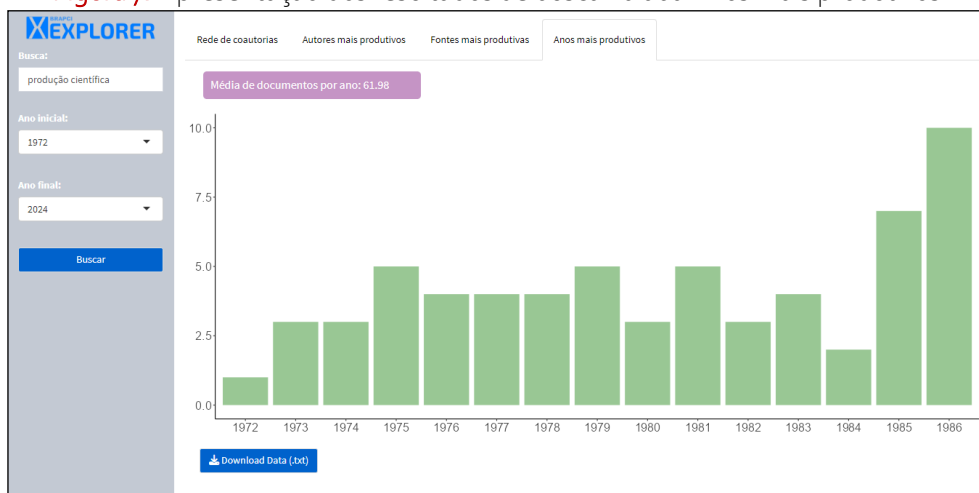 BRAPCI
EXPLORER
Busca:
produção científica
Ano inicial:
1972
Ano final:
2024
Buscar
Rede de coautorias
Autores mais produtivos
Fontes mais produtivas
Anos mais produtivos
Média de documentos por ano: 61.98
10.0
7.5
5.0
2.5
0.0
1972 1973 1974 1975 1976 1977 1978 1979 1980 1981 1982 1983 1984 1985 1986
Download Data (.txt)